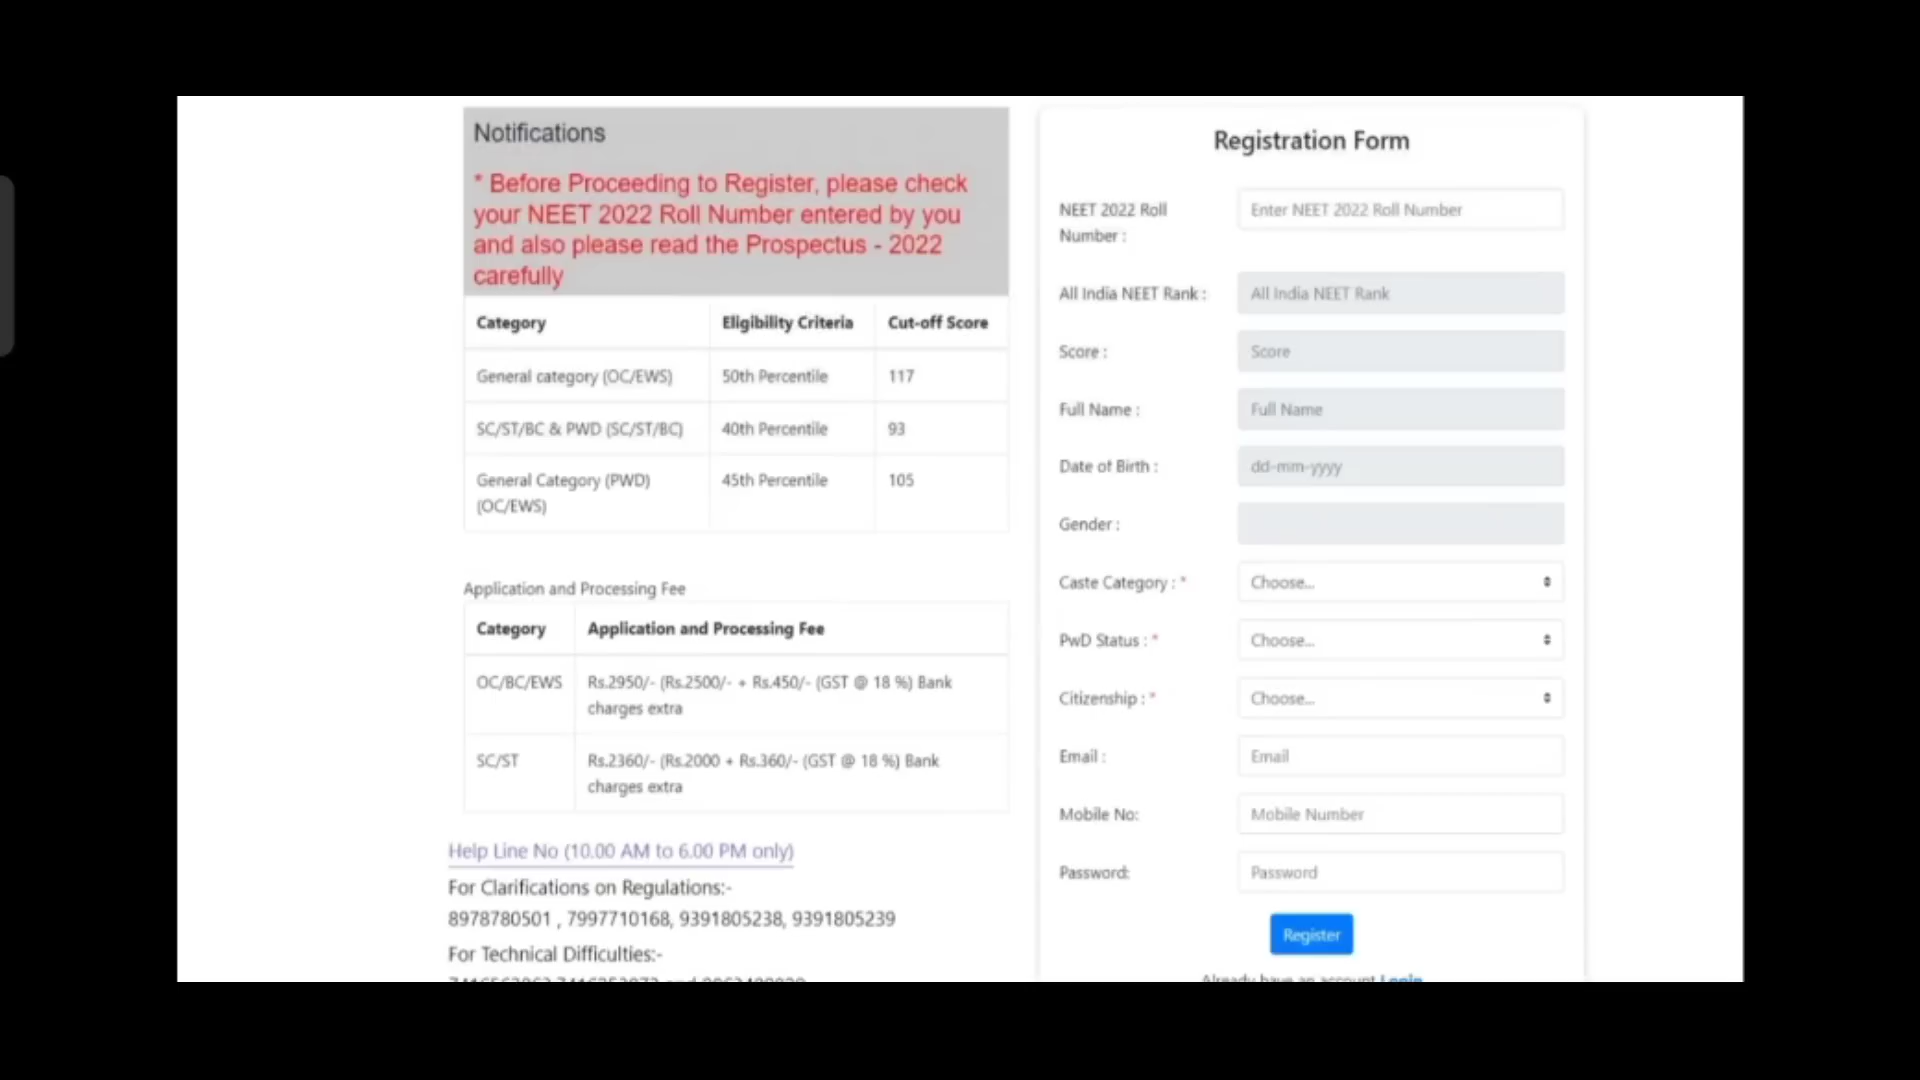 Notifications
* Before Proceeding to Register, please check
your NEET 2022 Roll Number entered by you
and also please read the Prospectus - 2022
carefully
Category Eligibility Criteria Cut-off Score
General category (OC/EWS) 50th Percentile 117
SC/ST/BC & PWD (SC/ST/BC) 40th Percentile 93
General Category (PWD) 45th Percentile 105
(OC/EWS)
Application and Processing Fee
Category Application and Processing Fee
OC/BC/EWS Rs.2950/- (Rs.2500/- + Rs.450/- (GST @ 18 %) Bank
charges extra
SC/ST Rs.2360/- (Rs.2000 + Rs.360/- (GST @ 18 %) Bank
charges extra
Help Line No (10.00 AM to 6.00 PM only)
For Clarifications on Regulations:-
8978780501 , 7997710168, 9391805238, 9391805239
For Technical Difficulties:-
Registration Form
NEET 2022 Roll Enter NEET 2022 Roll Number
Number :
All India NEET Rank : All India NEET Rank
Score : Score
Full Name : Full Name
Date of Birth : dd-mm-yyyy
Gender :
Caste Category : * Choose...
PwD Status : * Choose...
Citizenship : * Choose...
Email : Email
Mobile No: Mobile Number
Password: Password
Register
Already have an account Login